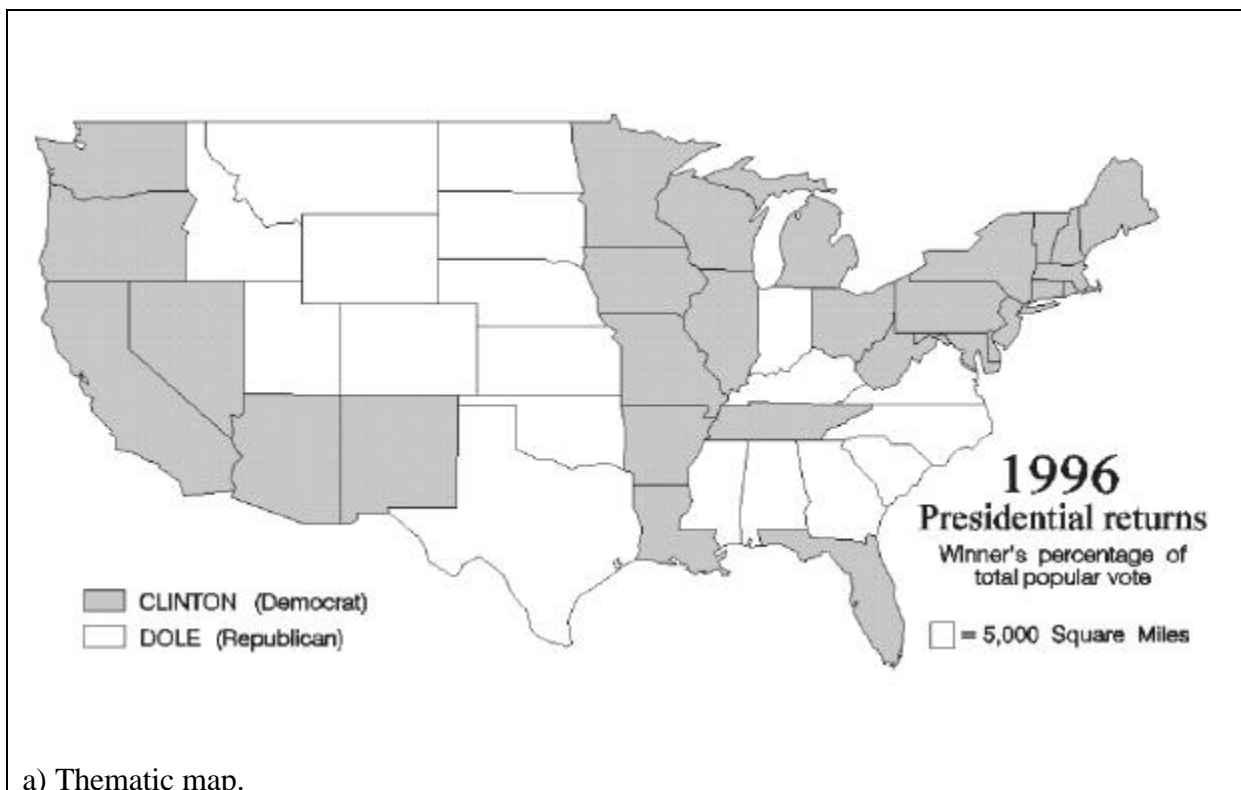 1996
Presidential returns
Winner's percentage of
total popular vote
CLINTON (Democrat)
DOLE (Republican)
= 5,000 Square Miles
a) Thematic map.